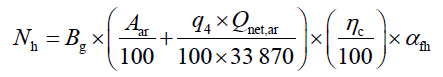 N_h = B_g × ( A_ar / 100 + q_4 × Q_net,ar / 100 × 33 870 ) × ( η_c / 100 ) × α_fh